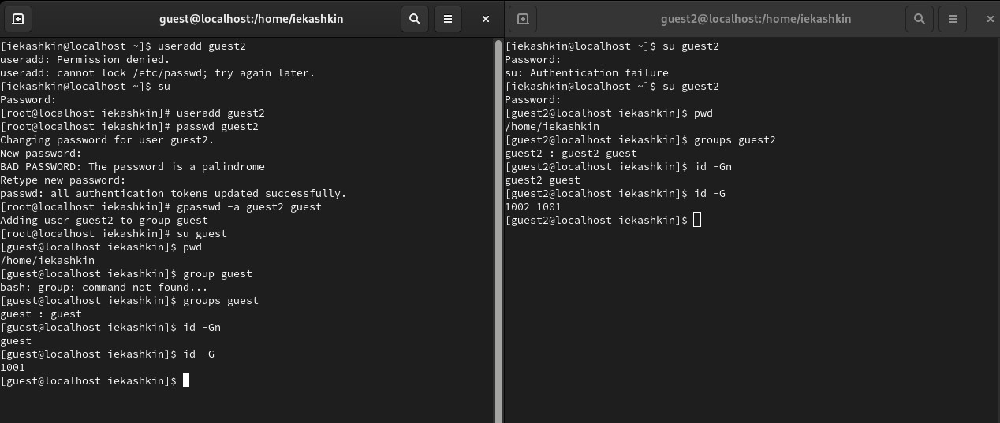 guest@localhost:/home/iekashkin
[iekashkin@localhost ~]$ useradd guest2
useradd: Permission denied.
useradd: cannot lock /etc/passwd; try again later.
[iekashkin@localhost ~]$ su
Password:
[root@localhost iekashkin]# useradd guest2
[root@localhost iekashkin]# passwd guest2
Changing password for user guest2.
New password:
BAD PASSWORD: The password is a palindrome
Retype new password:
passwd: all authentication tokens updated successfully.
[root@localhost iekashkin]# gpasswd -a guest2 guest
Adding user guest2 to group guest
[root@localhost iekashkin]# su guest
[guest@localhost iekashkin]$ pwd
/home/iekashkin
[guest@localhost iekashkin]$ group guest
bash: group: command not found...
[guest@localhost iekashkin]$ groups guest
guest : guest
[guest@localhost iekashkin]$ id -Gn
guest
[guest@localhost iekashkin]$ id -G
1001
[guest@localhost iekashkin]$
guest2@localhost:/home/iekashkin
[iekashkin@localhost ~]$ su guest2
Password:
su: Authentication failure
[iekashkin@localhost ~]$ su guest2
Password:
[guest2@localhost iekashkin]$ pwd
/home/iekashkin
[guest2@localhost iekashkin]$ groups guest2
guest2 : guest2 guest
[guest2@localhost iekashkin]$ id -Gn
guest2 guest
[guest2@localhost iekashkin]$ id -G
1002 1001
[guest2@localhost iekashkin]$